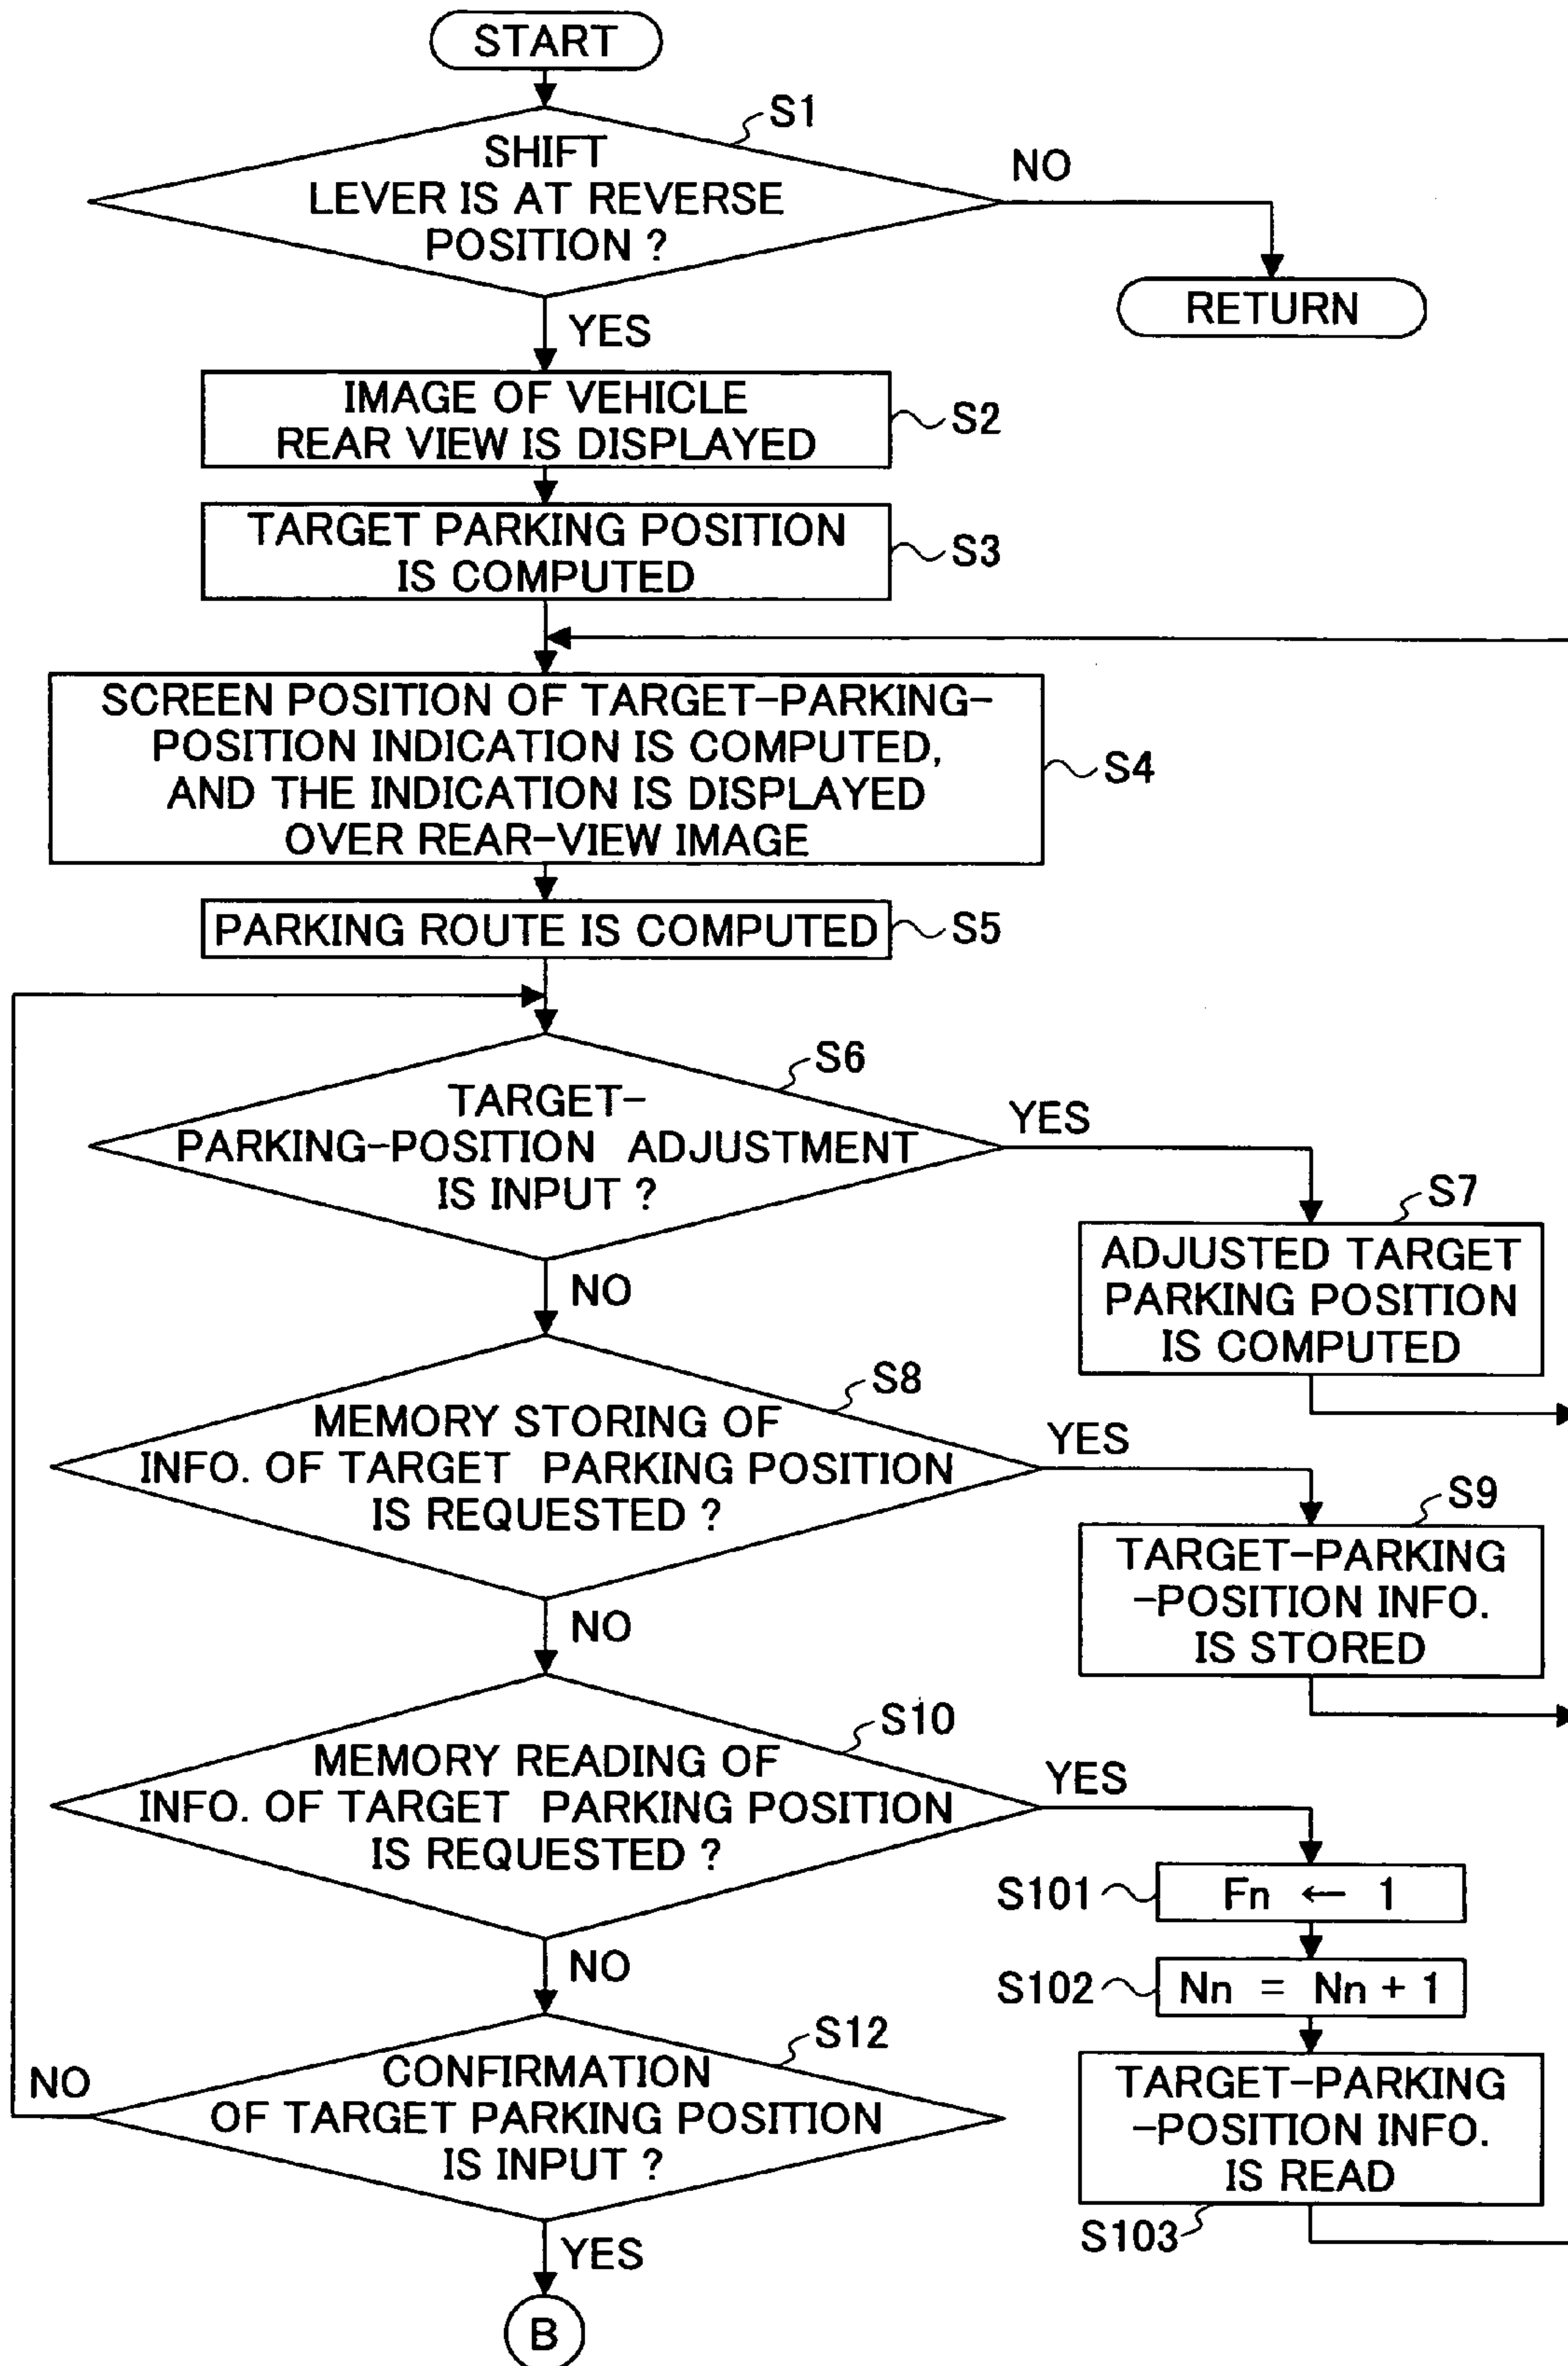 START
S1
SHIFT
LEVER IS AT REVERSE
POSITION ?
NO
RETURN
YES
IMAGE OF VEHICLE
REAR VIEW IS DISPLAYED
S2
TARGET PARKING POSITION
IS COMPUTED
S3
SCREEN POSITION OF TARGET-PARKING-
POSITION INDICATION IS COMPUTED,
AND THE INDICATION IS DISPLAYED
OVER REAR-VIEW IMAGE
S4
PARKING ROUTE IS COMPUTED
S5
S6
TARGET-
PARKING-POSITION ADJUSTMENT
IS INPUT ?
YES
S7
ADJUSTED TARGET
PARKING POSITION
IS COMPUTED
NO
S8
MEMORY STORING OF
INFO. OF TARGET PARKING POSITION
IS REQUESTED ?
YES
S9
TARGET-PARKING
-POSITION INFO.
IS STORED
NO
S10
MEMORY READING OF
INFO. OF TARGET PARKING POSITION
IS REQUESTED ?
YES
S101
Fn ← 1
S102
Nn = Nn + 1
TARGET-PARKING
-POSITION INFO.
IS READ
S103
NO
S12
CONFIRMATION
OF TARGET PARKING POSITION
IS INPUT ?
NO
YES
B